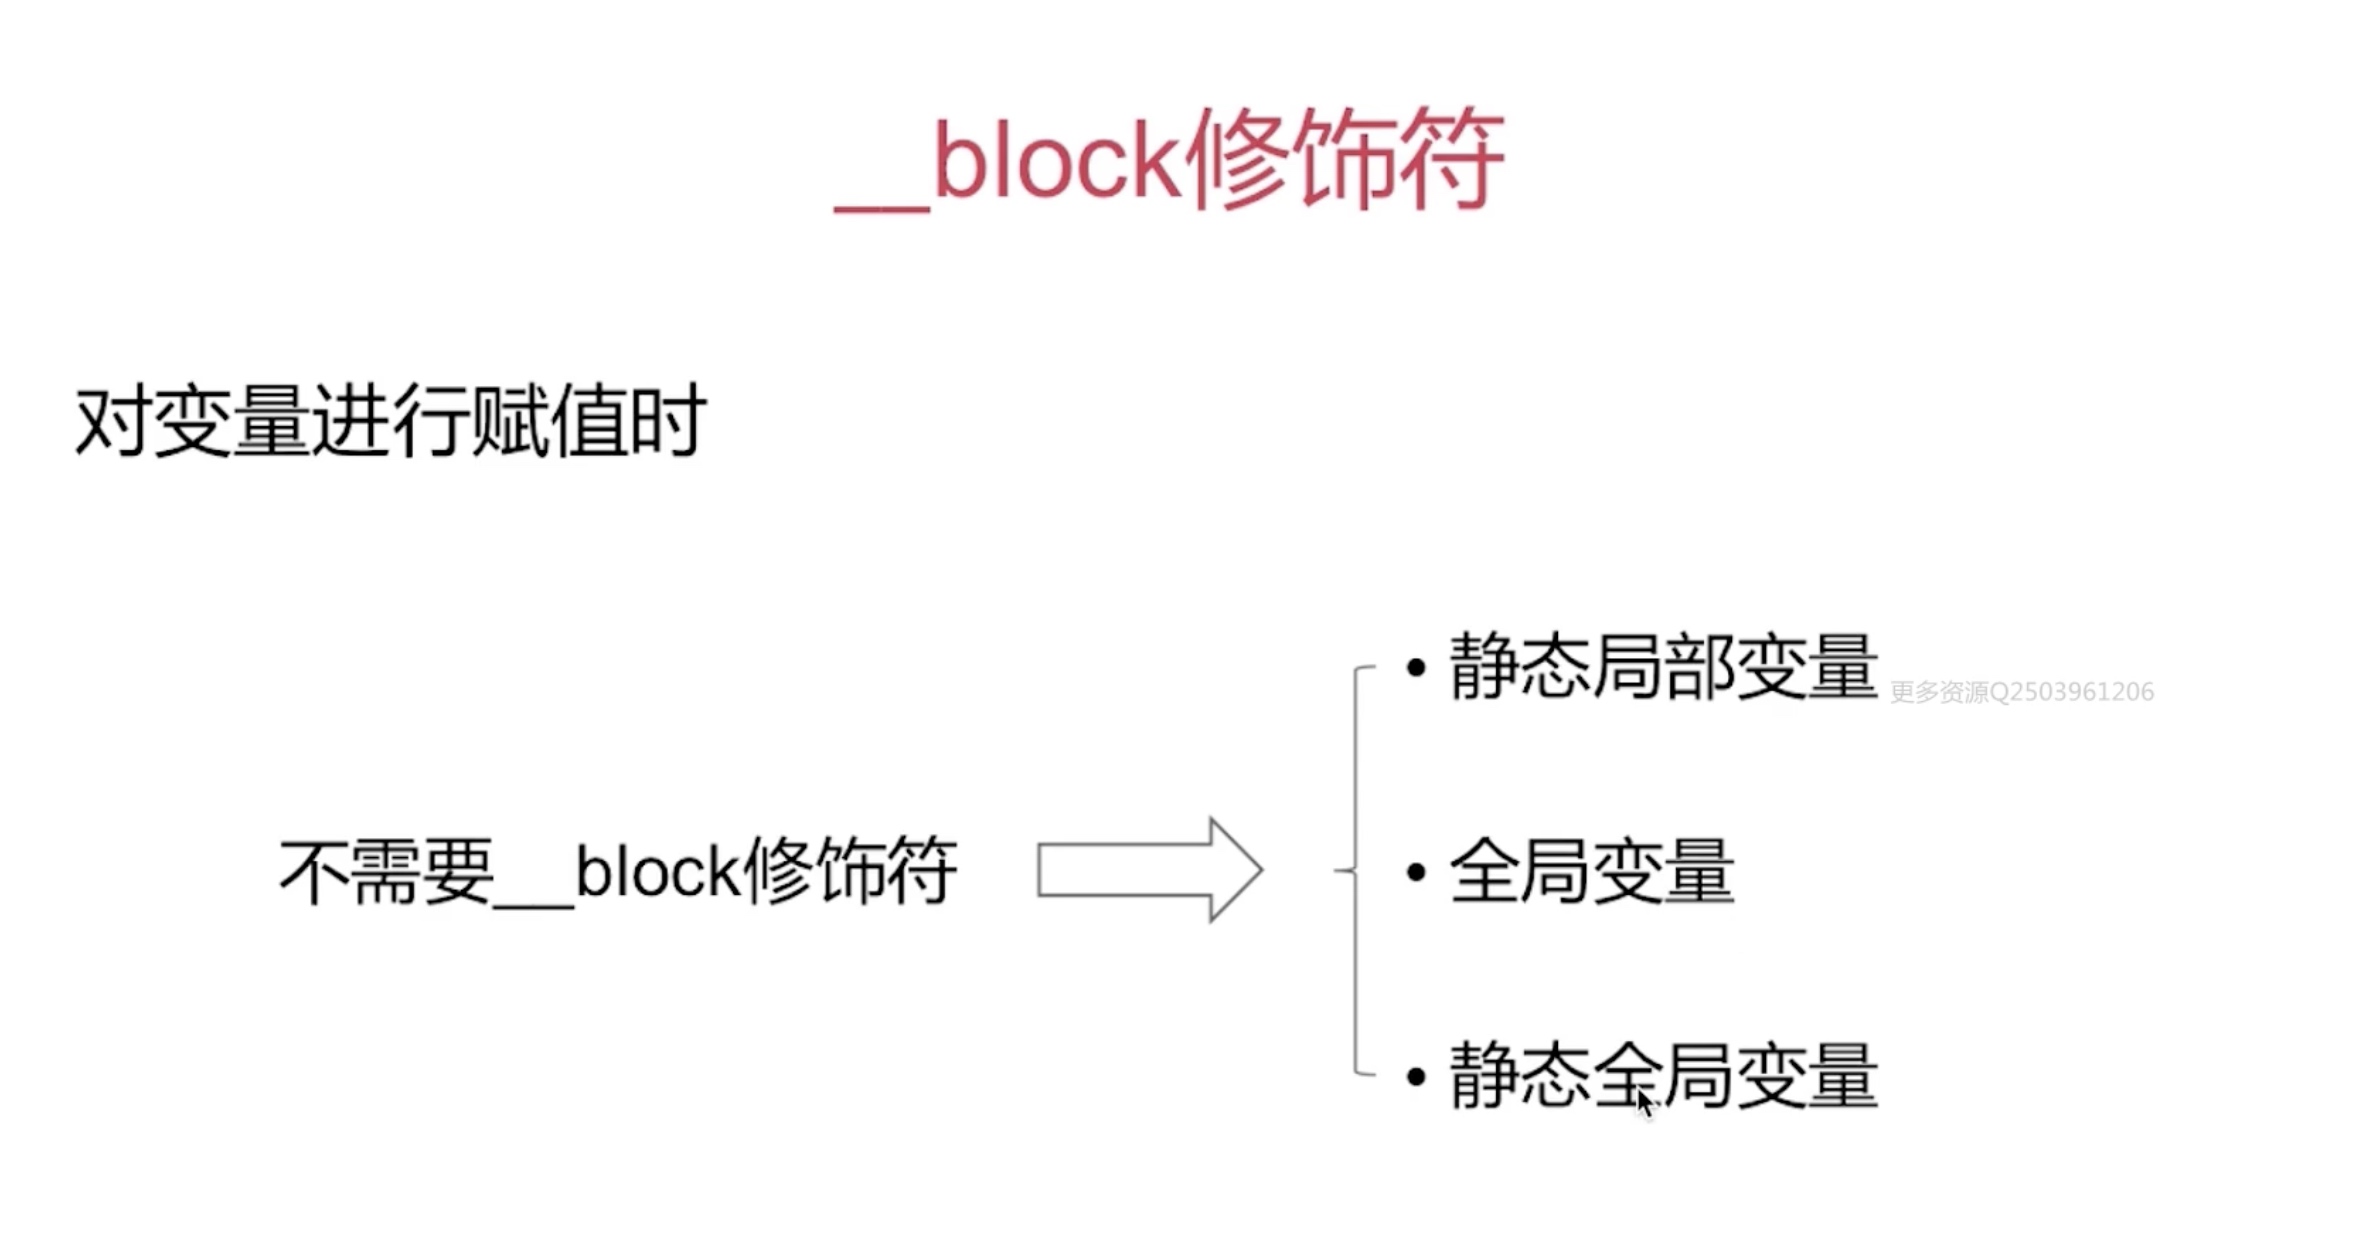 __block修饰符
对变量进行赋值时
• 静态局部变量
更多资源Q2503961206
不需要__block修饰符
• 全局变量
• 静态全局变量